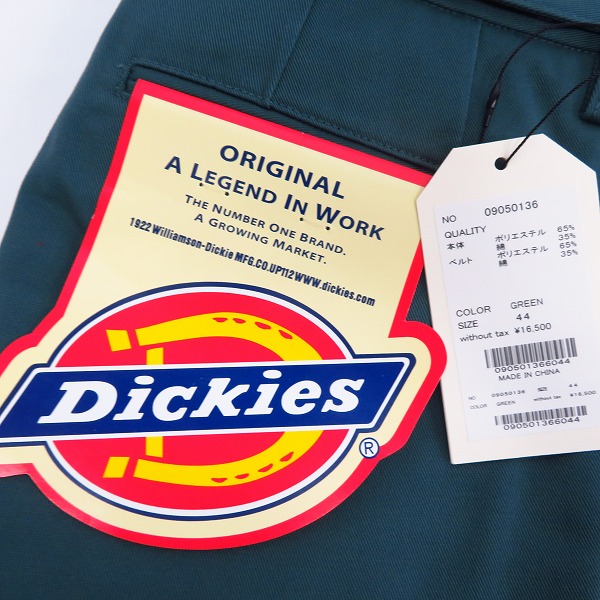 ORIGINAL
A LEGEND IN WORK
THE NUMBER ONE BRAND.
A GROWING MARKET.
1922 Williamson-Dickie MFG.CO.UP112WWW.dickies.com
Dickies
®
NO 09050136
QUALITY
本体 ポリエステル 65%
綿 35%
ベルト ポリエステル 65%
綿 35%
COLOR GREEN
SIZE 44
without tax ¥16,500
090501366044
MADE IN CHINA
NO 09050136 SIZE 44
COLOR GREEN without tax ¥16,500
090501366044